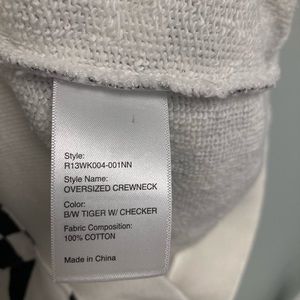 Style:
R13WK004-001NN
Style Name:
OVERSIZED CREWNECK
Color:
B/W TIGER W/ CHECKER
Fabric Composition:
100% COTTON
Made in China